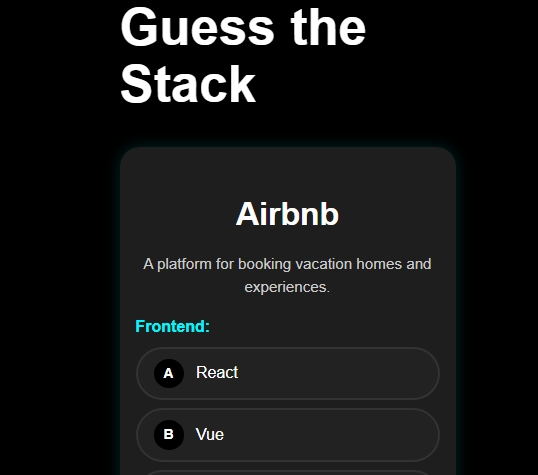 Guess the
Stack
Airbnb
A platform for booking vacation homes and
experiences.
Frontend:
A React
B Vue